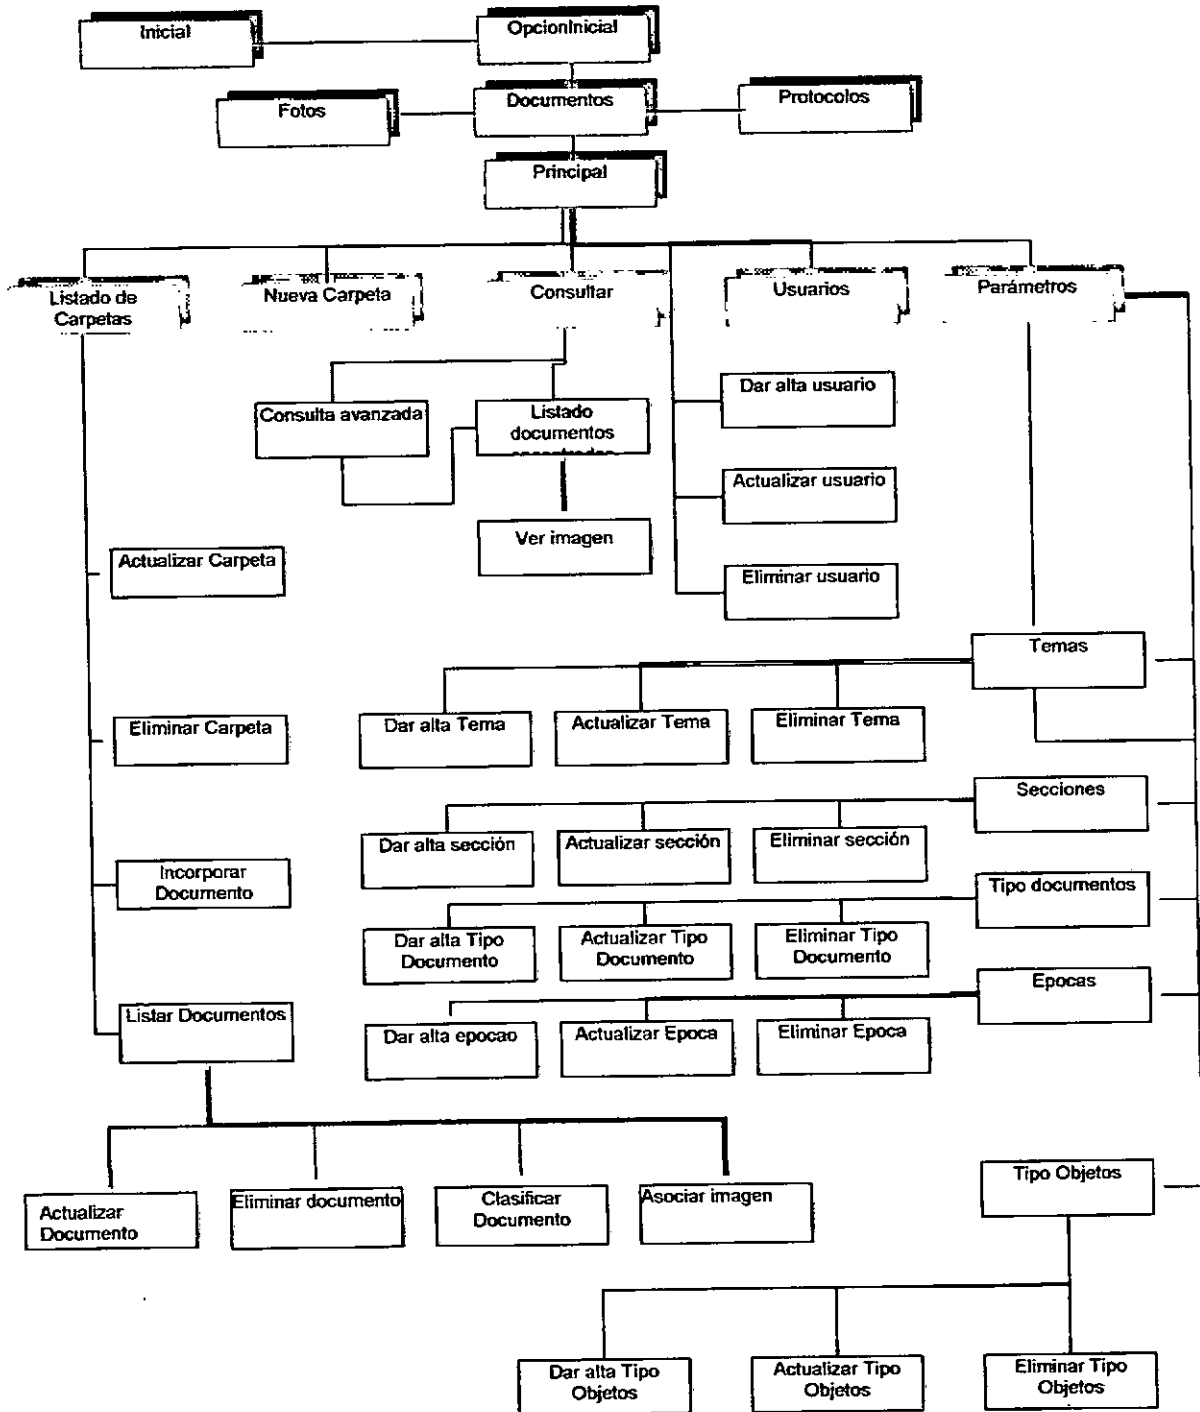 Inicial
OpcionInicial
Fotos
Documentos
Protocolos
Principal
Listado de
Carpetas
Nueva Carpeta
Consultar
Usuarios
Parámetros
Consulta avanzada
Listado
documentos
Dar alta usuario
Actualizar usuario
Ver imagen
Eliminar usuario
Actualizar Carpeta
Temas
Eliminar Carpeta
Dar alta Tema
Actualizar Tema
Eliminar Tema
Secciones
Dar alta sección
Actualizar sección
Eliminar sección
Incorporar
Documento
Tipo documentos
Dar alta Tipo
Documento
Actualizar Tipo
Documento
Eliminar Tipo
Documento
Epocas
Listar Documentos
Dar alta epocao
Actualizar Epoca
Eliminar Epoca
Actualizar
Documento
Eliminar documento
Clasificar
Documento
Asociar imagen
Tipo Objetos
Dar alta Tipo
Objetos
Actualizar Tipo
Objetos
Eliminar Tipo
Objetos